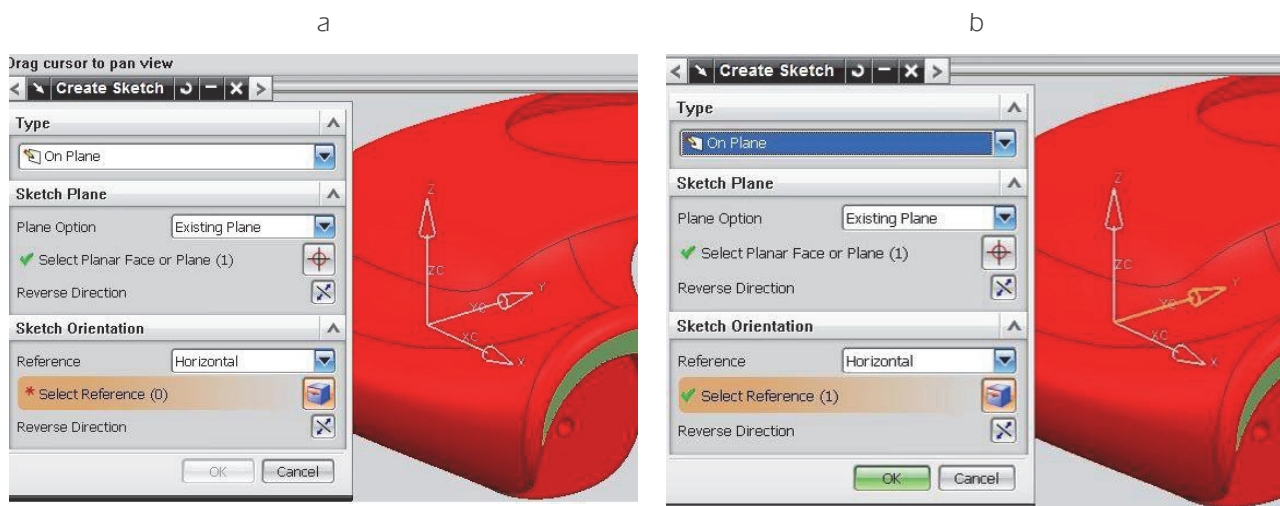 a
Drag cursor to pan view
Create Sketch
Type
On Plane
Sketch Plane
Plane Option Existing Plane
Select Planar Face or Plane (1)
Reverse Direction
Sketch Orientation
Reference Horizontal
* Select Reference (0)
Reverse Direction
OK Cancel
Z
ZC
YC Y
XC
X
b
Create Sketch
Type
On Plane
Sketch Plane
Plane Option Existing Plane
Select Planar Face or Plane (1)
Reverse Direction
Sketch Orientation
Reference Horizontal
Select Reference (1)
Reverse Direction
OK Cancel
Z
ZC
YC Y
XC
X